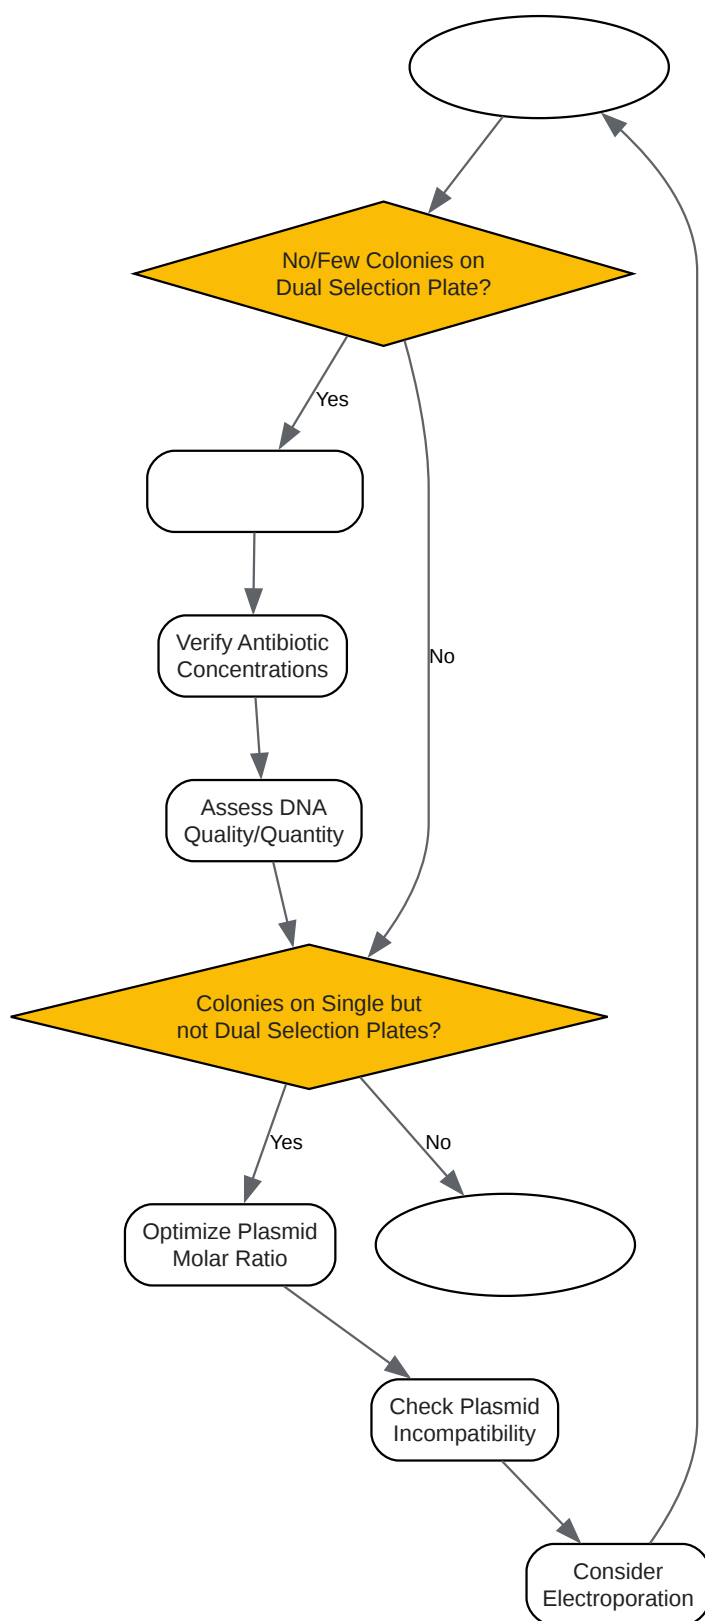 No/Few Colonies on
Dual Selection Plate?
Yes
Verify Antibiotic
Concentrations
No
Assess DNA
Quality/Quantity
Colonies on Single but
not Dual Selection Plates?
Yes
No
Optimize Plasmid
Molar Ratio
Check Plasmid
Incompatibility
Consider
Electroporation